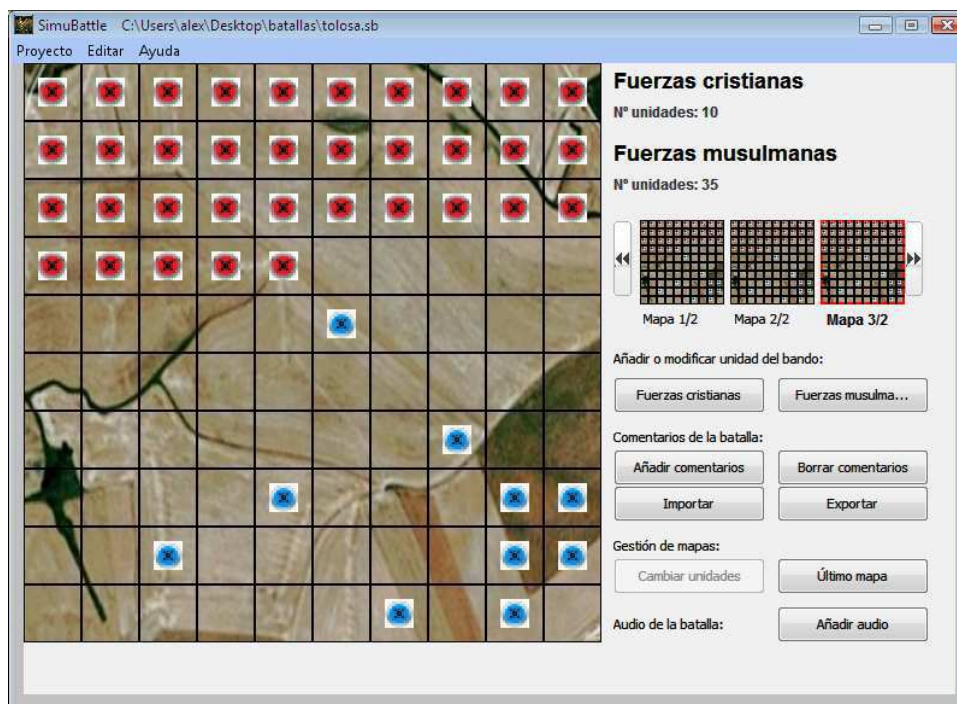 SimuBattle C:\Users\alex\Desktop\batallas\tolosa.sb
Proyecto Editar Ayuda
Fuerzas cristianas
Nº unidades: 10
Fuerzas musulmanas
Nº unidades: 35
Mapa 1/2 Mapa 2/2 Mapa 3/2
Añadir o modificar unidad del bando:
Fuerzas cristianas Fuerzas musulma...
Comentarios de la batalla:
Añadir comentarios Borrar comentarios
Importar Exportar
Gestión de mapas:
Cambiar unidades Último mapa
Audio de la batalla: Añadir audio